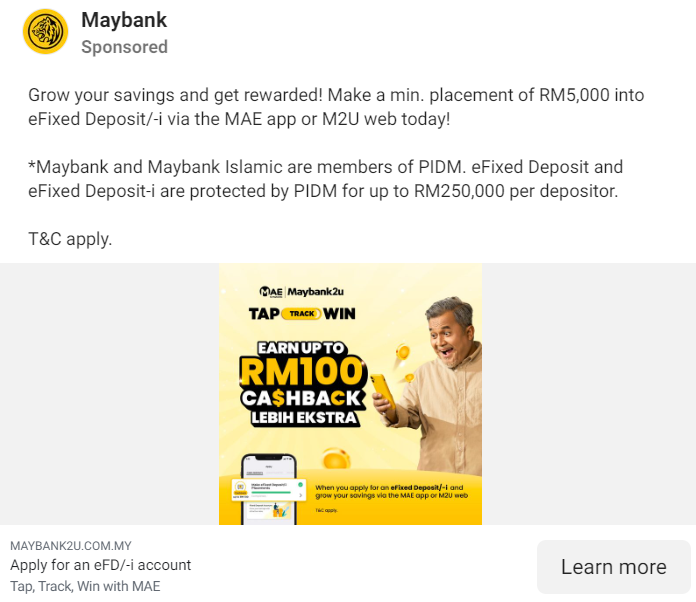 Maybank
Sponsored
Grow your savings and get rewarded! Make a min. placement of RM5,000 into
eFixed Deposit/-i via the MAE app or M2U web today!
*Maybank and Maybank Islamic are members of PIDM. eFixed Deposit and
eFixed Deposit-i are protected by PIDM for up to RM250,000 per depositor.
T&C apply.
MAE | Maybank2u
TAP TRACK WIN
EARN UP TO
RM100
CA$HBACK
LEBIH EKSTRA
When you apply for an eFixed Deposit/-i and
grow your savings via the MAE app or M2U web
T&C apply.
MAYBANK2U.COM.MY
Apply for an eFD/-i account
Tap, Track, Win with MAE
Learn more